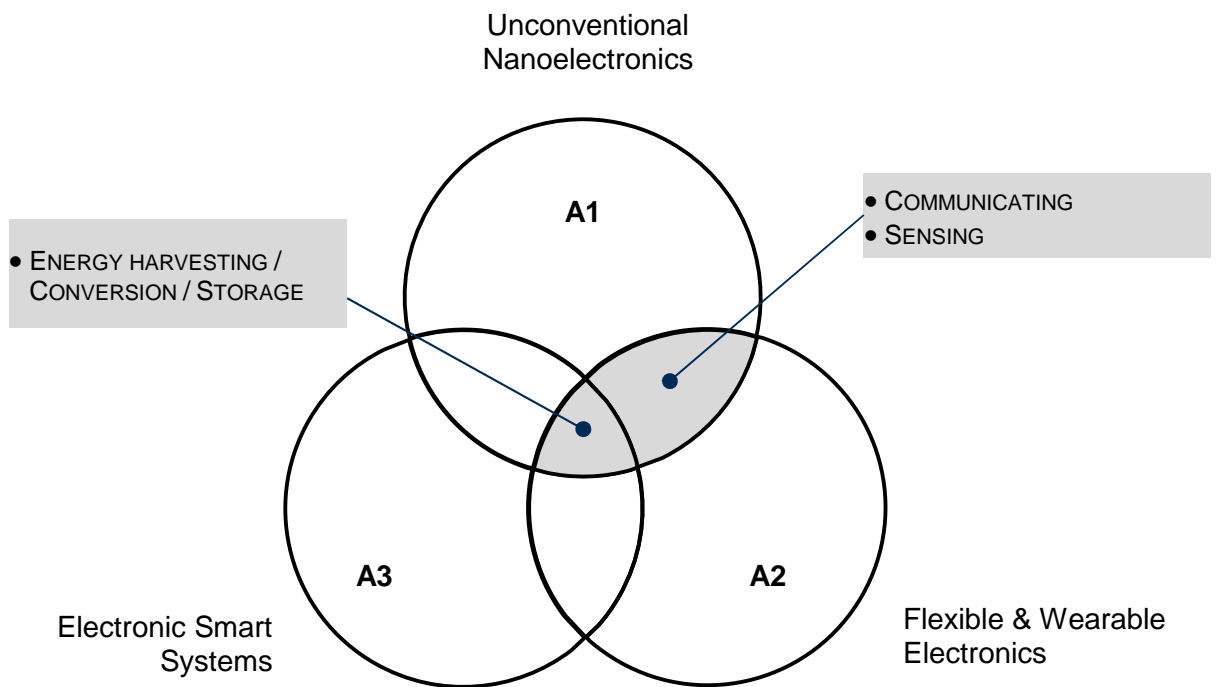 Unconventional
Nanoelectronics
A1
• COMMUNICATING
• SENSING
• ENERGY HARVESTING /
CONVERSION / STORAGE
A3
A2
Electronic Smart
Systems
Flexible & Wearable
Electronics